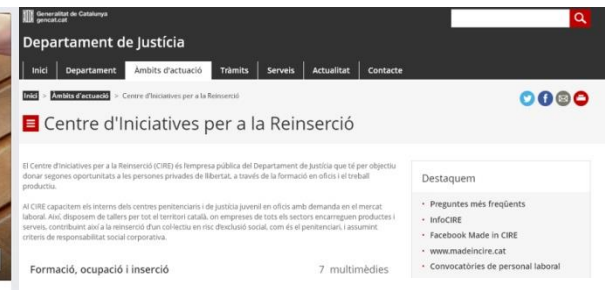 Generalitat de Catalunya
gencat.cat
Departament de Justícia
Inici Departament Àmbits d'actuació Tràmits Serveis Actualitat Contacte
Inici > Àmbits d'actuació > Centre d'Iniciatives per a la Reinserció
Centre d'Iniciatives per a la Reinserció
El Centre d'Iniciatives per a la Reinserció (CIRE) és l'empresa pública del Departament de Justícia que té per objectiu
donar segones oportunitats a les persones privades de llibertat, a través de la formació en oficis i el treball
productiu.
Al CIRE capacitem els interns dels centres penitenciaris i de justícia juvenil en oficis amb demanda en el mercat
laboral. Així, disposem de tallers per tot el territori català, on empreses de tots els sectors encarreguen productes i
serveis, contribuint així a la reinserció d'un col·lectiu en risc d'exclusió social, com és el penitenciari, i assumint
criteris de responsabilitat social corporativa.
Formació, ocupació i inserció
7 multimèdies
Destaquem
Preguntes més freqüents
InfoCIRE
Facebook Made in CIRE
www.madeincire.cat
Convocatòries de personal laboral